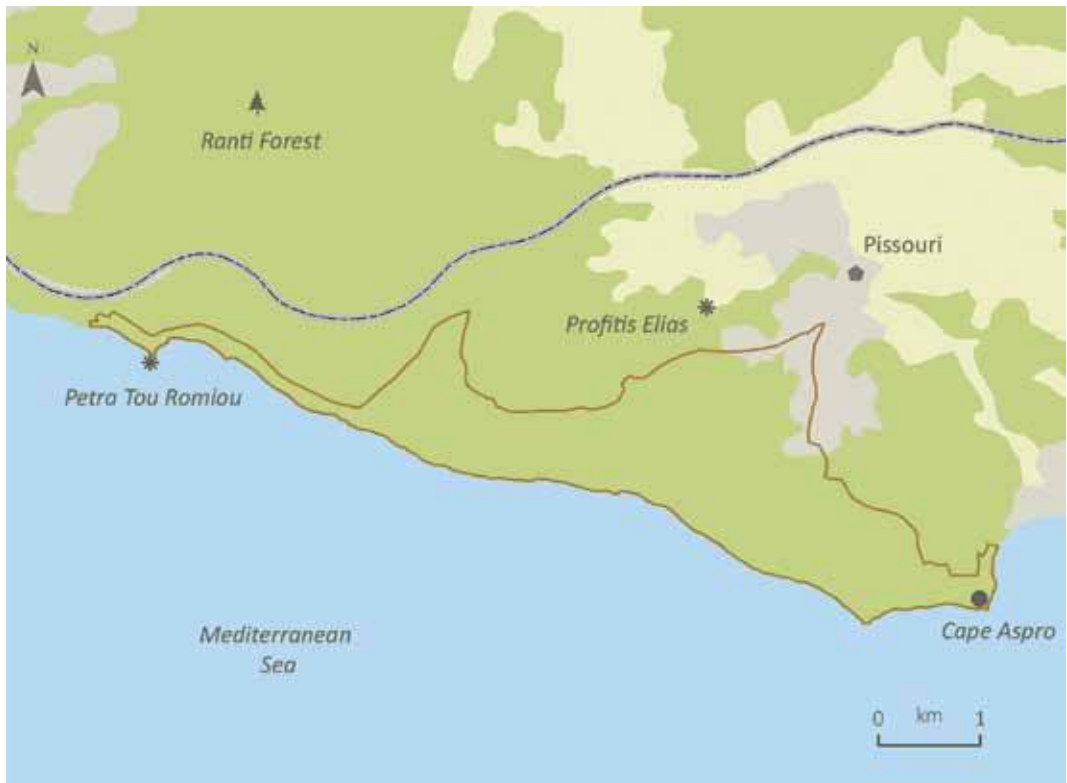 N
Ranti Forest
Pissouri
Profitis Elias
Petra Tou Romiou
Mediterranean
Sea
Cape Aspro
0 km 1